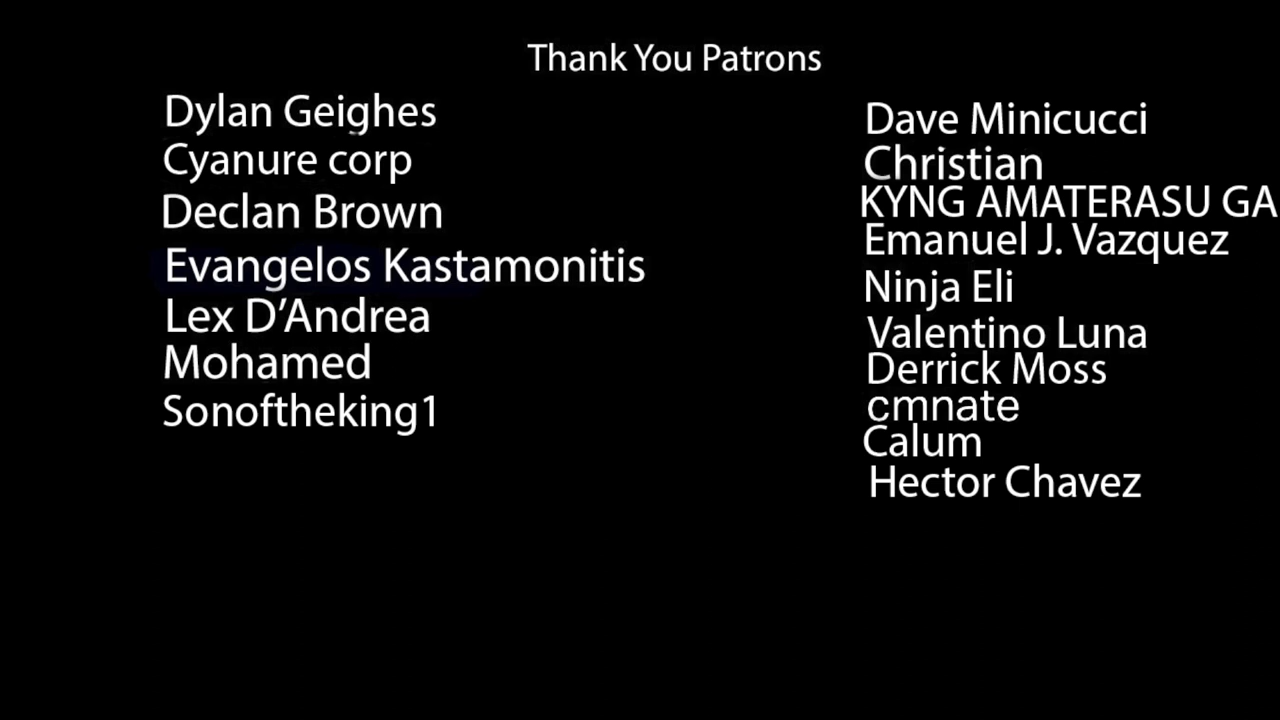 Thank You Patrons
Dylan Geighes
Cyanure corp
Declan Brown
Evangelos Kastamonitis
Lex D’Andrea
Mohamed
Sonoftheking1
Dave Minicucci
Christian
KYNG AMATERASU GA
Emanuel J. Vazquez
Ninja Eli
Valentino Luna
Derrick Moss
cmnate
Calum
Hector Chavez